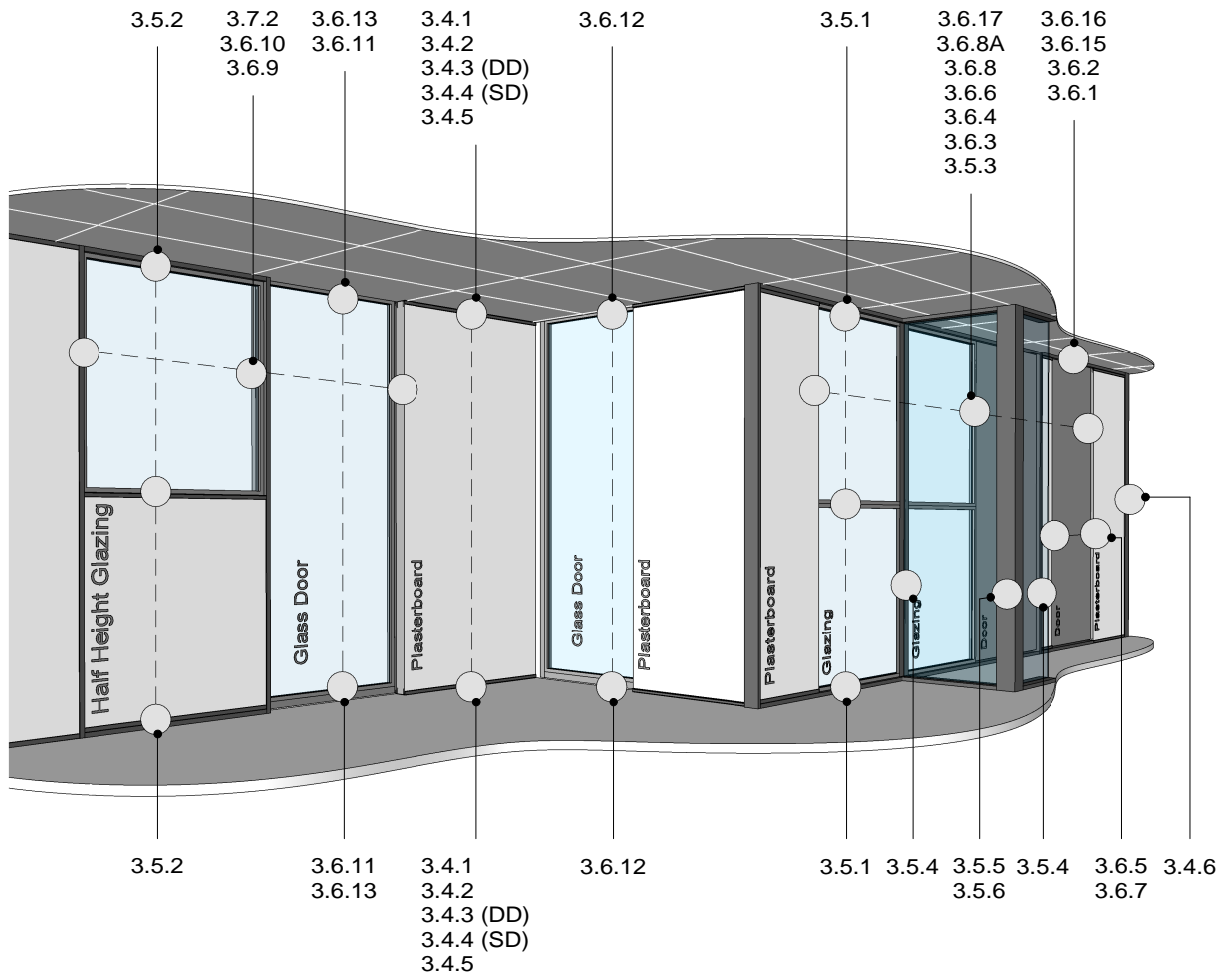 3.5.2
3.7.2
3.6.10
3.6.9
3.6.13
3.6.11
3.4.1
3.4.2
3.4.3 (DD)
3.4.4 (SD)
3.4.5
3.6.12
3.5.1
3.6.17
3.6.8A
3.6.8
3.6.6
3.6.4
3.6.3
3.5.3
3.6.16
3.6.15
3.6.2
3.6.1
Half Height Glazing
Glass Door
Plasterboard
Glass Door
Plasterboard
Plasterboard
Glazing
Glazing
Door
Door
Plasterboard
3.5.2
3.6.11
3.6.13
3.4.1
3.4.2
3.4.3 (DD)
3.4.4 (SD)
3.4.5
3.6.12
3.5.1
3.5.4
3.5.5
3.5.6
3.5.4
3.6.5
3.6.7
3.4.6